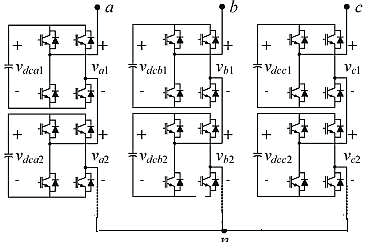 a b c
+ + + + + +
v_dca1 v_a1 v_dcb1 v_b1 v_dcc1 v_c1
- - - - - -
+ + + + + +
v_dca2 v_a2 v_dcb2 v_b2 v_dcc2 v_c2
- - - - - -
n